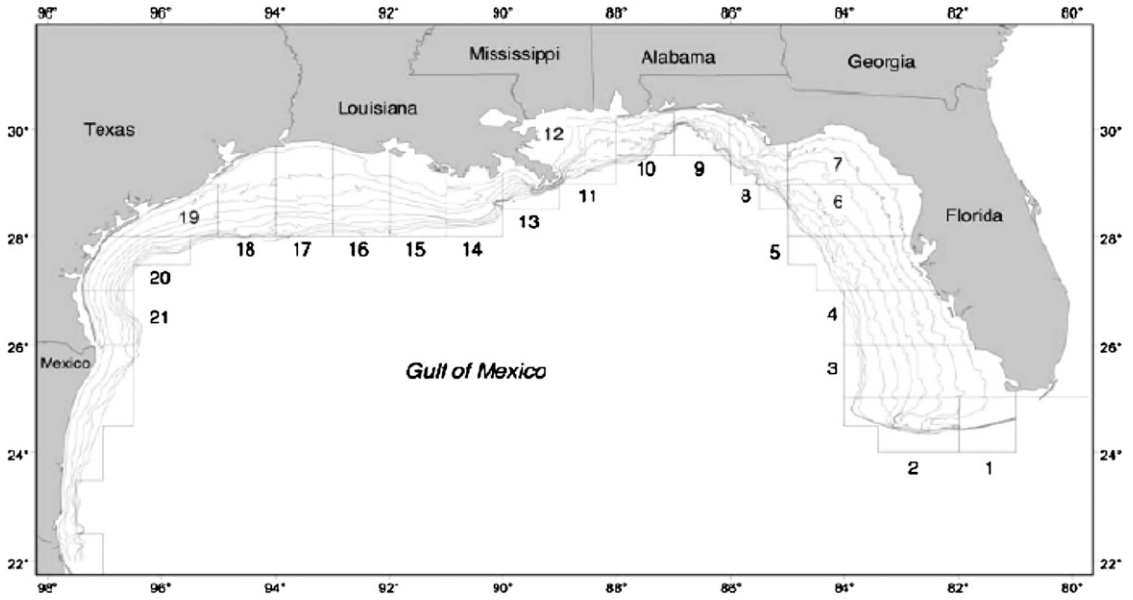 98° 96° 94° 92° 90° 88° 86° 84° 82° 80°
Mississippi
Alabama
Georgia
Louisiana
Texas
30° 30°
12
7
10 9
11
8
6
Florida
13
19
28° 28°
18 17 16 15 14
5
20
21
4
26° 26°
Mexico
Gulf of Mexico
3
24° 24°
2 1
22° 22°
98° 96° 94° 92° 90° 88° 86° 84° 82° 80°